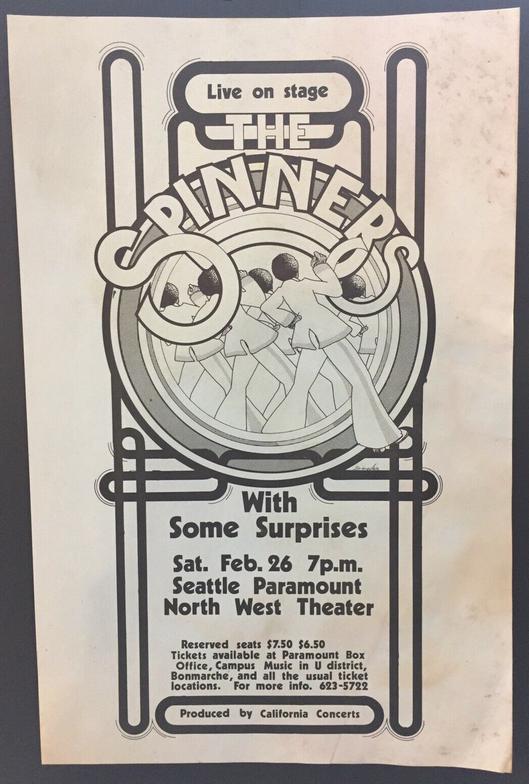 Live on stage
THE
SPINNERS
With
Some Surprises
Sat. Feb. 26 7p.m.
Seattle Paramount
North West Theater
Reserved seats $7.50 $6.50
Tickets available at Paramount Box
Office, Campus Music in U district,
Bonmarche, and all the usual ticket
locations. For more info. 623-5722
Produced by California Concerts